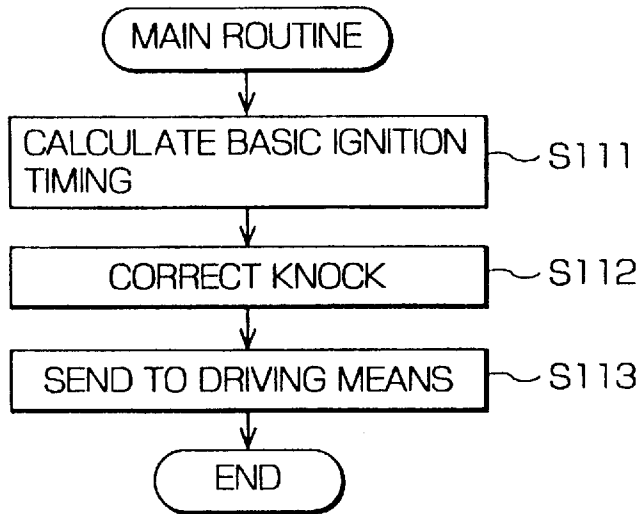 MAIN ROUTINE
CALCULATE BASIC IGNITION
TIMING
S111
CORRECT KNOCK
S112
SEND TO DRIVING MEANS
S113
END